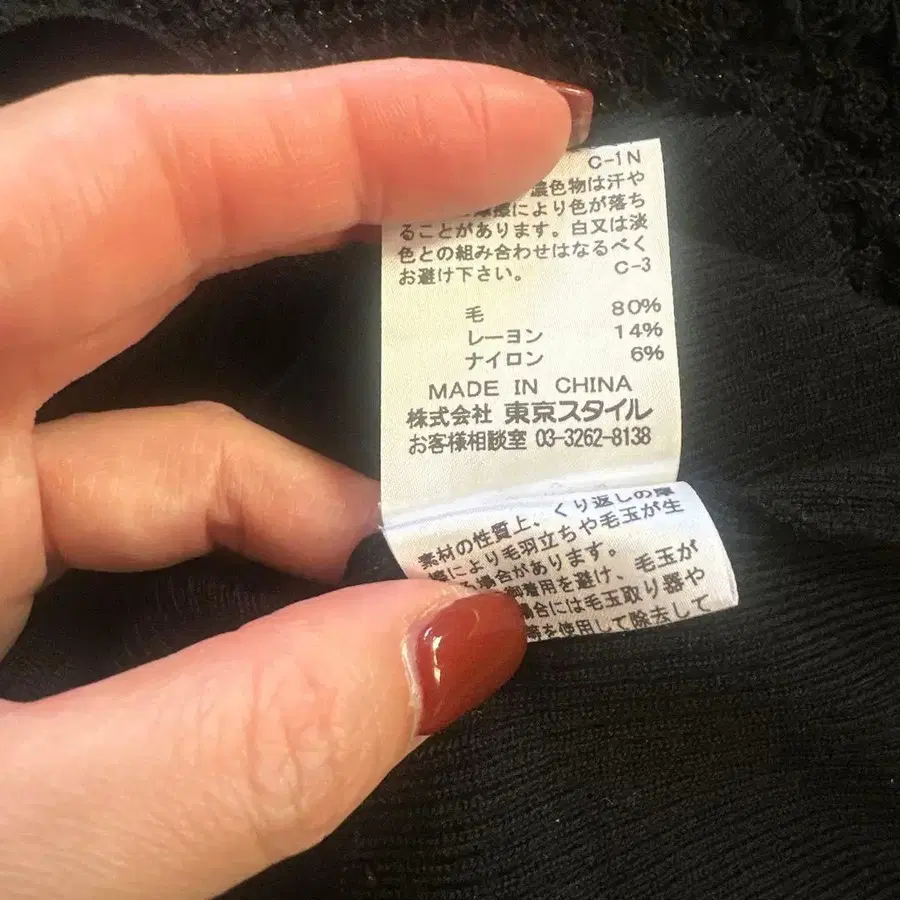 C-1N
濃色物は汗や
摩擦により色が落ち
ることがあります。白又は淡
色との組み合わせはなるべく
お避け下さい。 C-3
毛 80%
レーヨン 14%
ナイロン 6%
MADE IN CHINA
株式会社 東京スタイル
お客様相談室 03-3262-8138
素材の性質上、くり返しの摩
擦により毛羽立ちや毛玉が生
場合があります。
御着用を避け、毛玉が
場合には毛玉取り器や
を使用して除去して